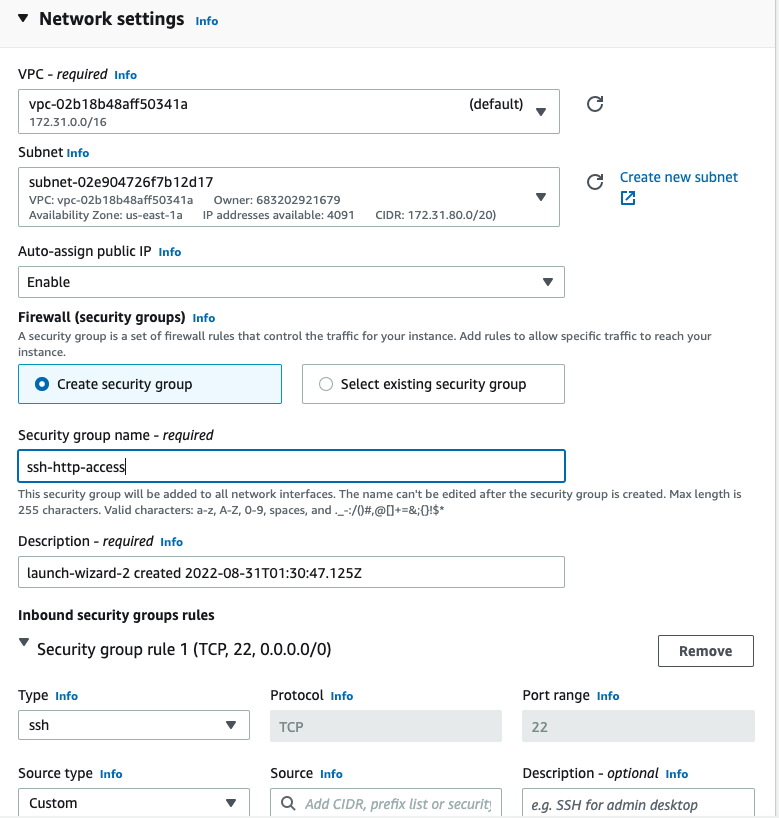 Network settings Info
VPC - required Info
vpc-02b18b48aff50341a (default)
172.31.0.0/16
Subnet Info
subnet-02e904726f7b12d17
VPC: vpc-02b18b48aff50341a Owner: 683202921679
Availability Zone: us-east-1a IP addresses available: 4091 CIDR: 172.31.80.0/20)
Create new subnet
Auto-assign public IP Info
Enable
Firewall (security groups) Info
A security group is a set of firewall rules that control the traffic for your instance. Add rules to allow specific traffic to reach your
instance.
Create security group Select existing security group
Security group name - required
ssh-http-access
This security group will be added to all network interfaces. The name can't be edited after the security group is created. Max length is
255 characters. Valid characters: a-z, A-Z, 0-9, spaces, and ._-:/()#,@[]+=&;{}!$*
Description - required Info
launch-wizard-2 created 2022-08-31T01:30:47.125Z
Inbound security groups rules
Security group rule 1 (TCP, 22, 0.0.0.0/0) Remove
Type Info Protocol Info Port range Info
ssh TCP 22
Source type Info Source Info Description - optional Info
Custom Add CIDR, prefix list or security e.g. SSH for admin desktop